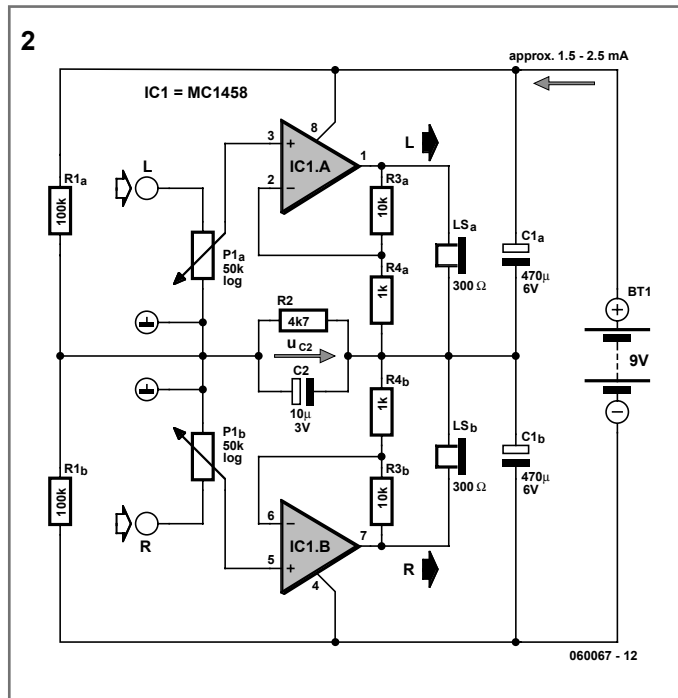 2
approx. 1.5 - 2.5 mA
IC1 = MC1458
8
3
+
IC1.A
1
2
−
L
L
R1a
100k
P1a
50k
log
R3a
10k
R4a
1k
LSa
300 Ω
C1a
470µ
6V
BT1
+
9V
−
R2
4k7
uC2
C2
10µ
3V
R4b
1k
R1b
100k
P1b
50k
log
R
R3b
10k
LSb
300 Ω
C1b
470µ
6V
6
−
IC1.B
7
5
+
4
R
060067 - 12